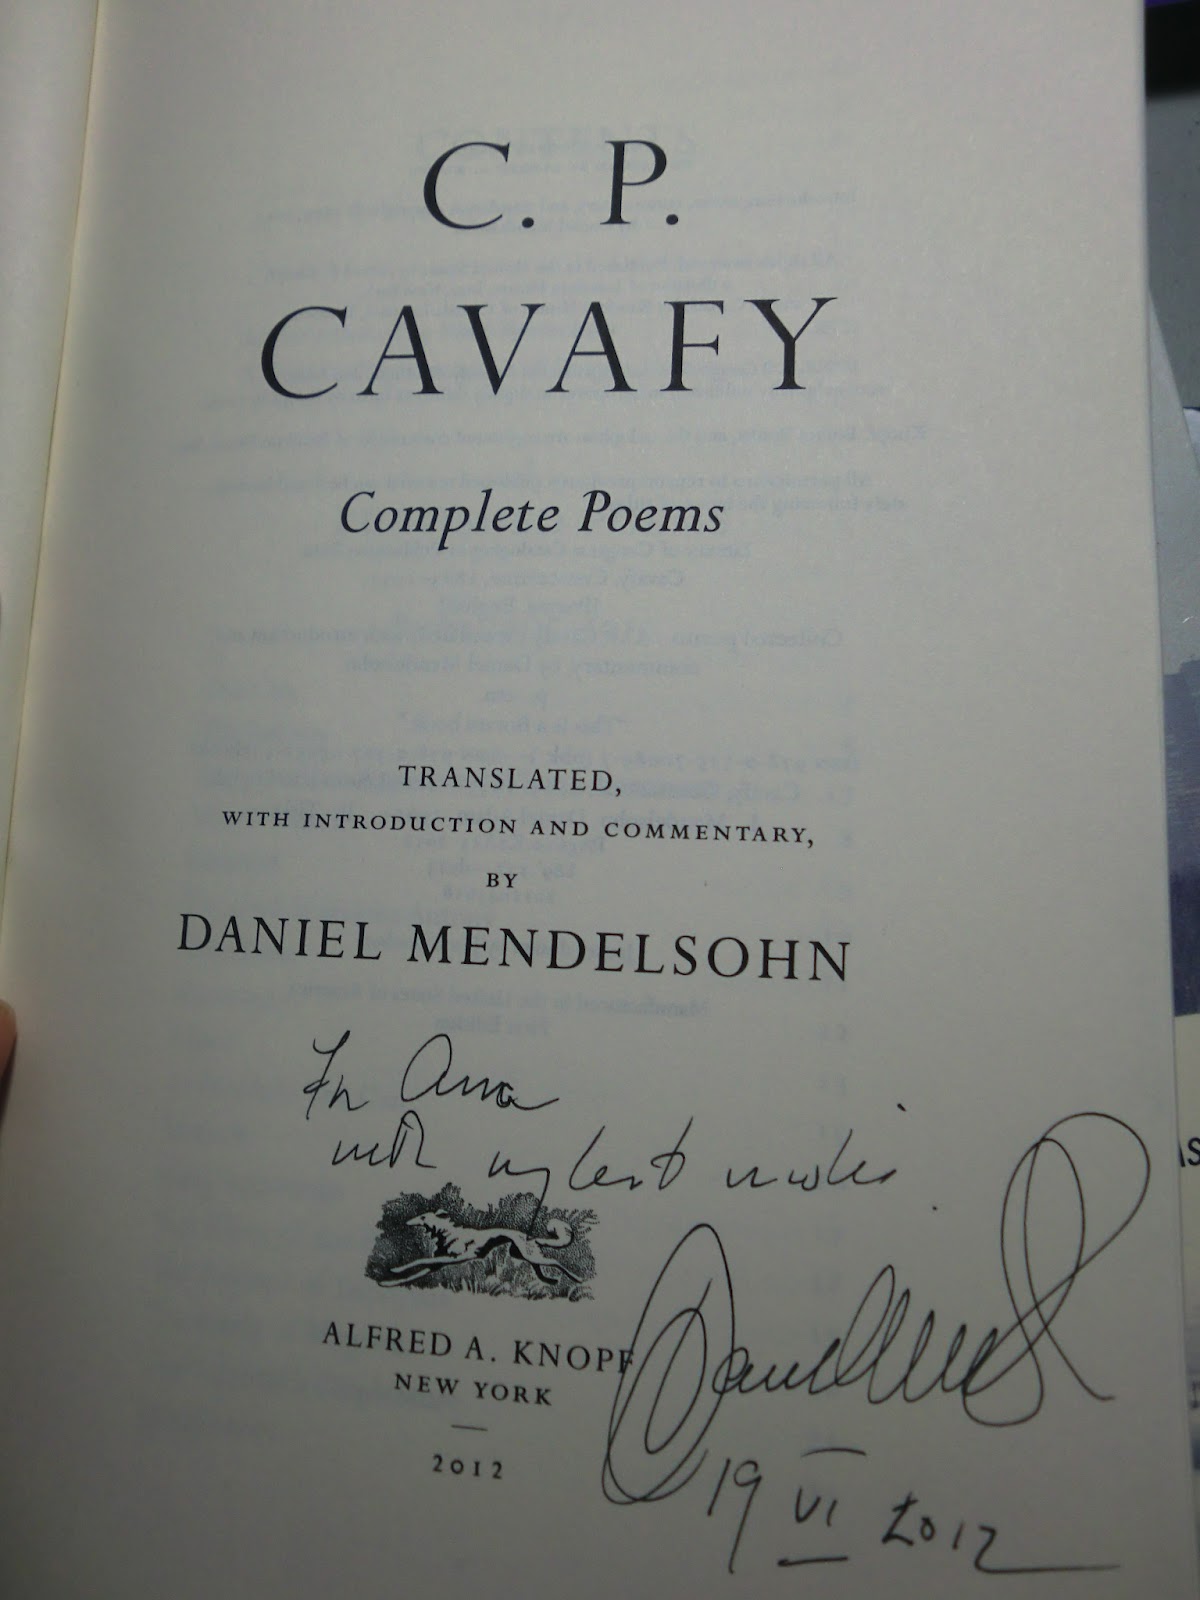 C. P.
CAVAFY
Complete Poems
TRANSLATED,
WITH INTRODUCTION AND COMMENTARY,
BY
DANIEL MENDELSOHN
For Anna
with my best wishes
ALFRED A. KNOPF
NEW YORK
2012
19 VI 2012